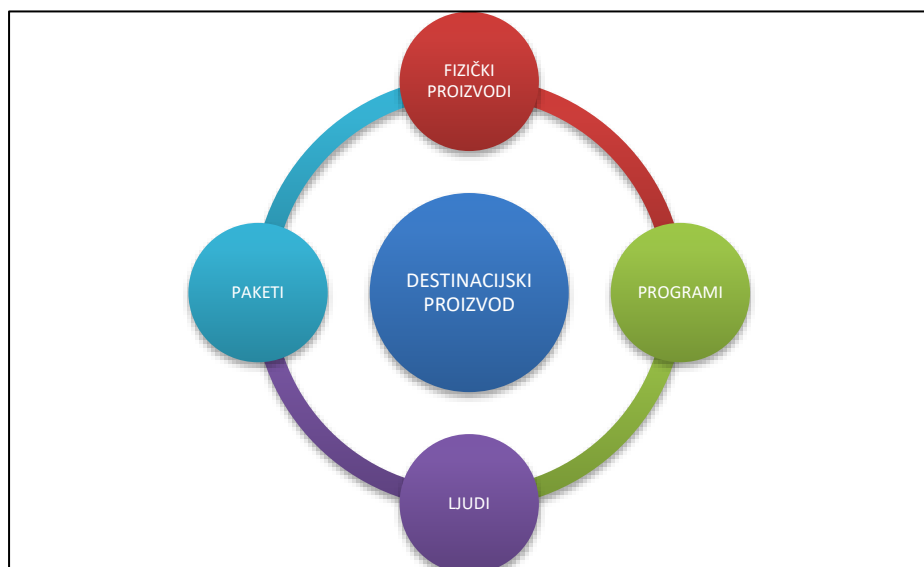 FIZIČKI
PROIZVODI
PAKETI
DESTINACIJSKI
PROIZVOD
PROGRAMI
LJUDI